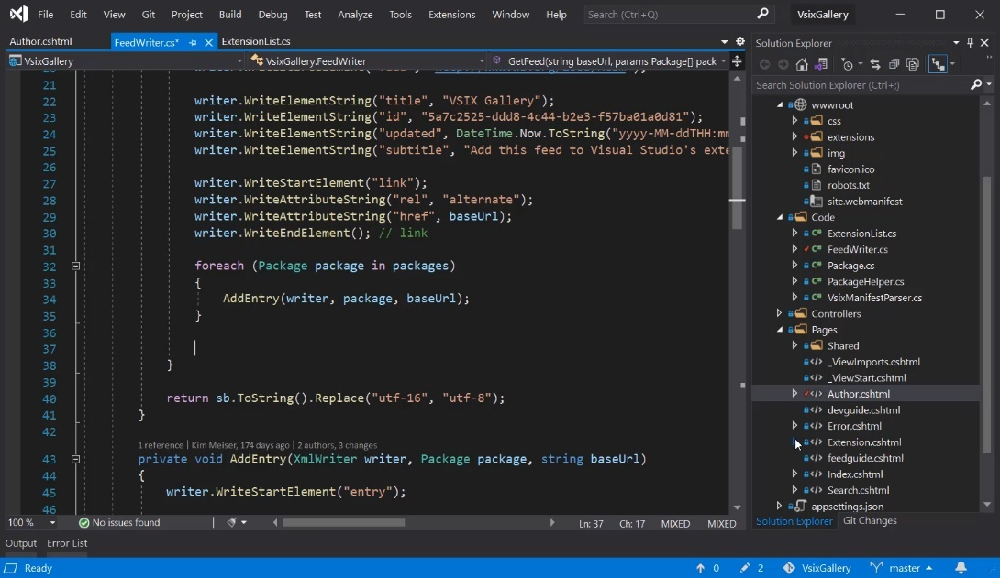 File Edit View Git Project Build Debug Test Analyze Tools Extensions Window Help Search (Ctrl+Q) VsixGallery
Author.cshtml FeedWriter.cs* ExtensionList.cs
VsixGallery VsixGallery.FeedWriter GetFeed(string baseUrl, params Package[] pack
21
22 writer.WriteElementString("title", "VSIX Gallery");
23 writer.WriteElementString("id", "5a7c2525-ddd8-4c44-b2e3-f57ba01a0d81");
24 writer.WriteElementString("updated", DateTime.Now.ToString("yyyy-MM-ddTHH:mm
25 writer.WriteElementString("subtitle", "Add this feed to Visual Studio's exte
26
27 writer.WriteStartElement("link");
28 writer.WriteAttributeString("rel", "alternate");
29 writer.WriteAttributeString("href", baseUrl);
30 writer.WriteEndElement(); // link
31
32 foreach (Package package in packages)
33 {
34 AddEntry(writer, package, baseUrl);
35 }
36
37
38 }
39
40 return sb.ToString().Replace("utf-16", "utf-8");
41 }
42
1 reference | Kim Meiser, 174 days ago | 2 authors, 3 changes
43 private void AddEntry(XmlWriter writer, Package package, string baseUrl)
44 {
45 writer.WriteStartElement("entry");
46
100 % No issues found Ln: 37 Ch: 17 MIXED MIXED
Output Error List
Solution Explorer
Search Solution Explorer (Ctrl+;)
wwwroot
css
extensions
img
favicon.ico
robots.txt
site.webmanifest
Code
ExtensionList.cs
FeedWriter.cs
Package.cs
PackageHelper.cs
VsixManifestParser.cs
Controllers
Pages
Shared
_ViewImports.cshtml
_ViewStart.cshtml
Author.cshtml
devguide.cshtml
Error.cshtml
Extension.cshtml
feedguide.cshtml
Index.cshtml
Search.cshtml
appsettings.json
Solution Explorer Git Changes
Ready 0 2 VsixGallery master